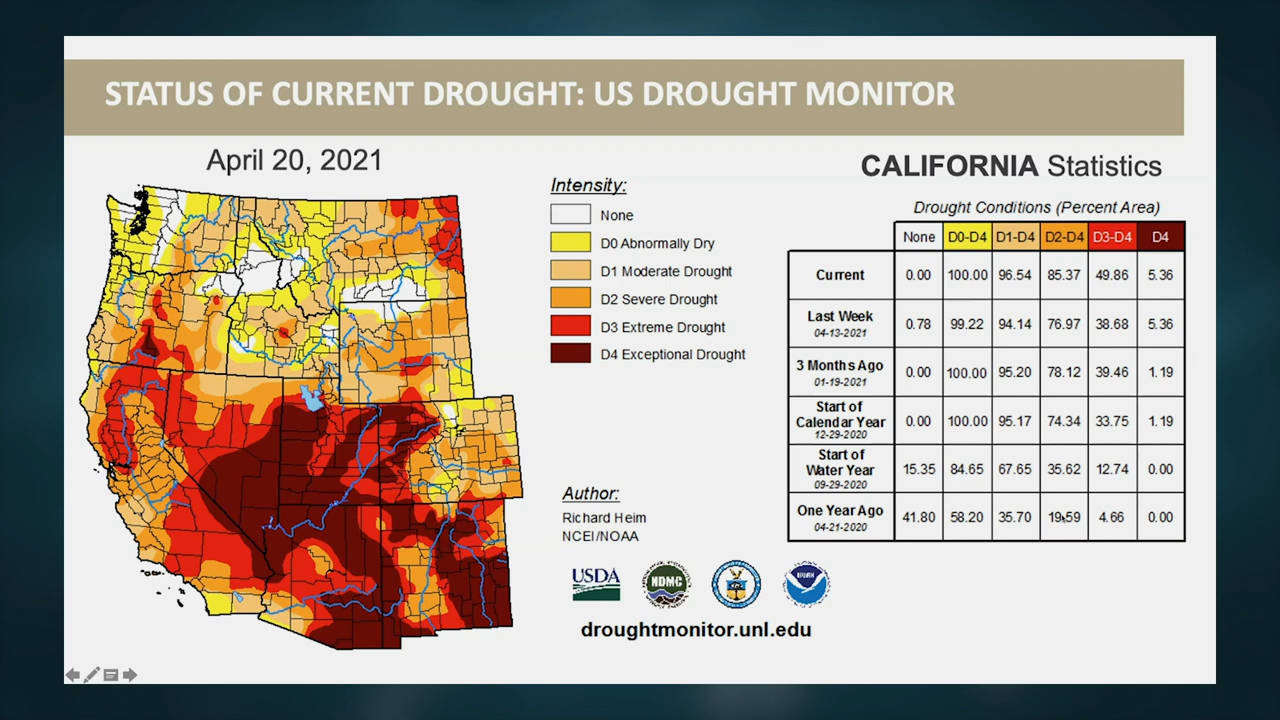 STATUS OF CURRENT DROUGHT: US DROUGHT MONITOR
April 20, 2021
Intensity:
None
D0 Abnormally Dry
D1 Moderate Drought
D2 Severe Drought
D3 Extreme Drought
D4 Exceptional Drought
Author:
Richard Heim
NCEI/NOAA
USDA
NDMC
NOAA
droughtmonitor.unl.edu
CALIFORNIA Statistics
Drought Conditions (Percent Area)
None D0-D4 D1-D4 D2-D4 D3-D4 D4
Current 0.00 100.00 96.54 85.37 49.86 5.36
Last Week
04-13-2021 0.78 99.22 94.14 76.97 38.68 5.36
3 Months Ago
01-19-2021 0.00 100.00 95.20 78.12 39.46 1.19
Start of
Calendar Year
12-29-2020 0.00 100.00 95.17 74.34 33.75 1.19
Start of
Water Year
09-29-2020 15.35 84.65 67.65 35.62 12.74 0.00
One Year Ago
04-21-2020 41.80 58.20 35.70 19.59 4.66 0.00